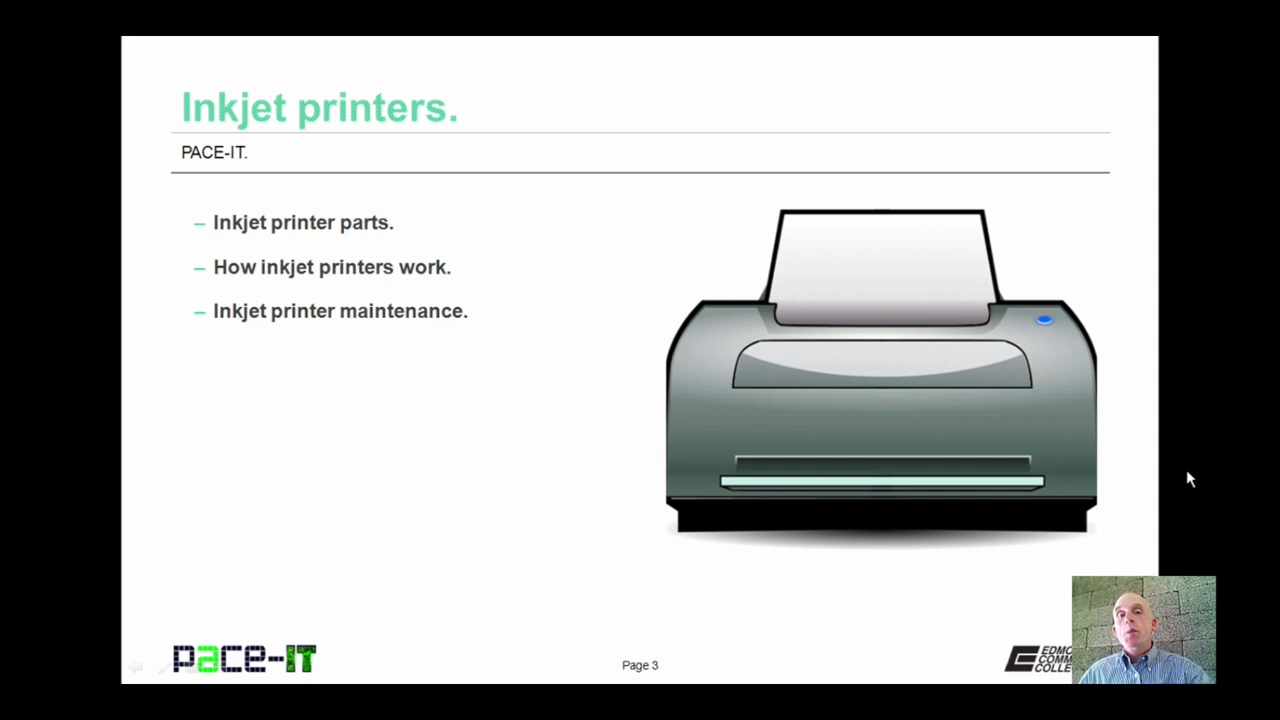 Inkjet printers.
PACE-IT.
– Inkjet printer parts.
– How inkjet printers work.
– Inkjet printer maintenance.
pace-IT
Page 3